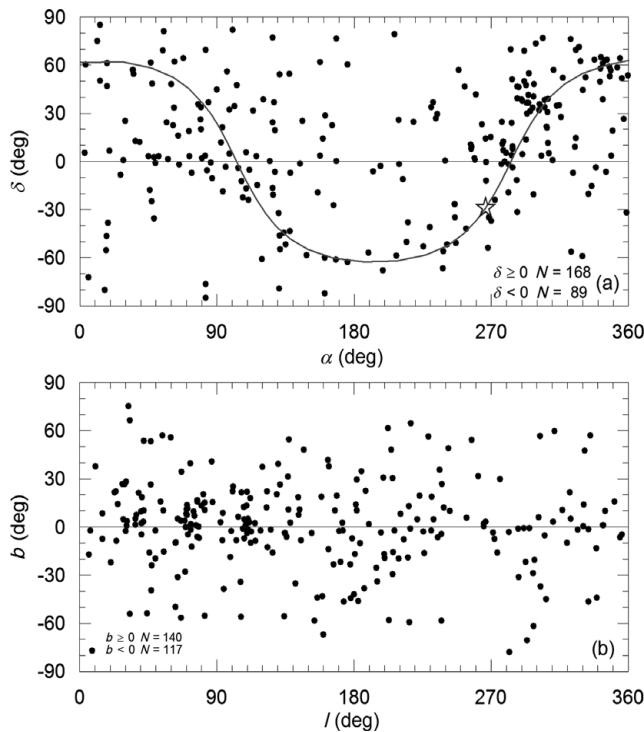 90
60
30
0
-30
-60
-90
δ (deg)
δ ≥ 0 N = 168
δ < 0 N = 89
(a)
0 90 180 270 360
α (deg)
90
60
30
0
-30
-60
-90
b (deg)
b ≥ 0 N = 140
b < 0 N = 117
(b)
0 90 180 270 360
l (deg)